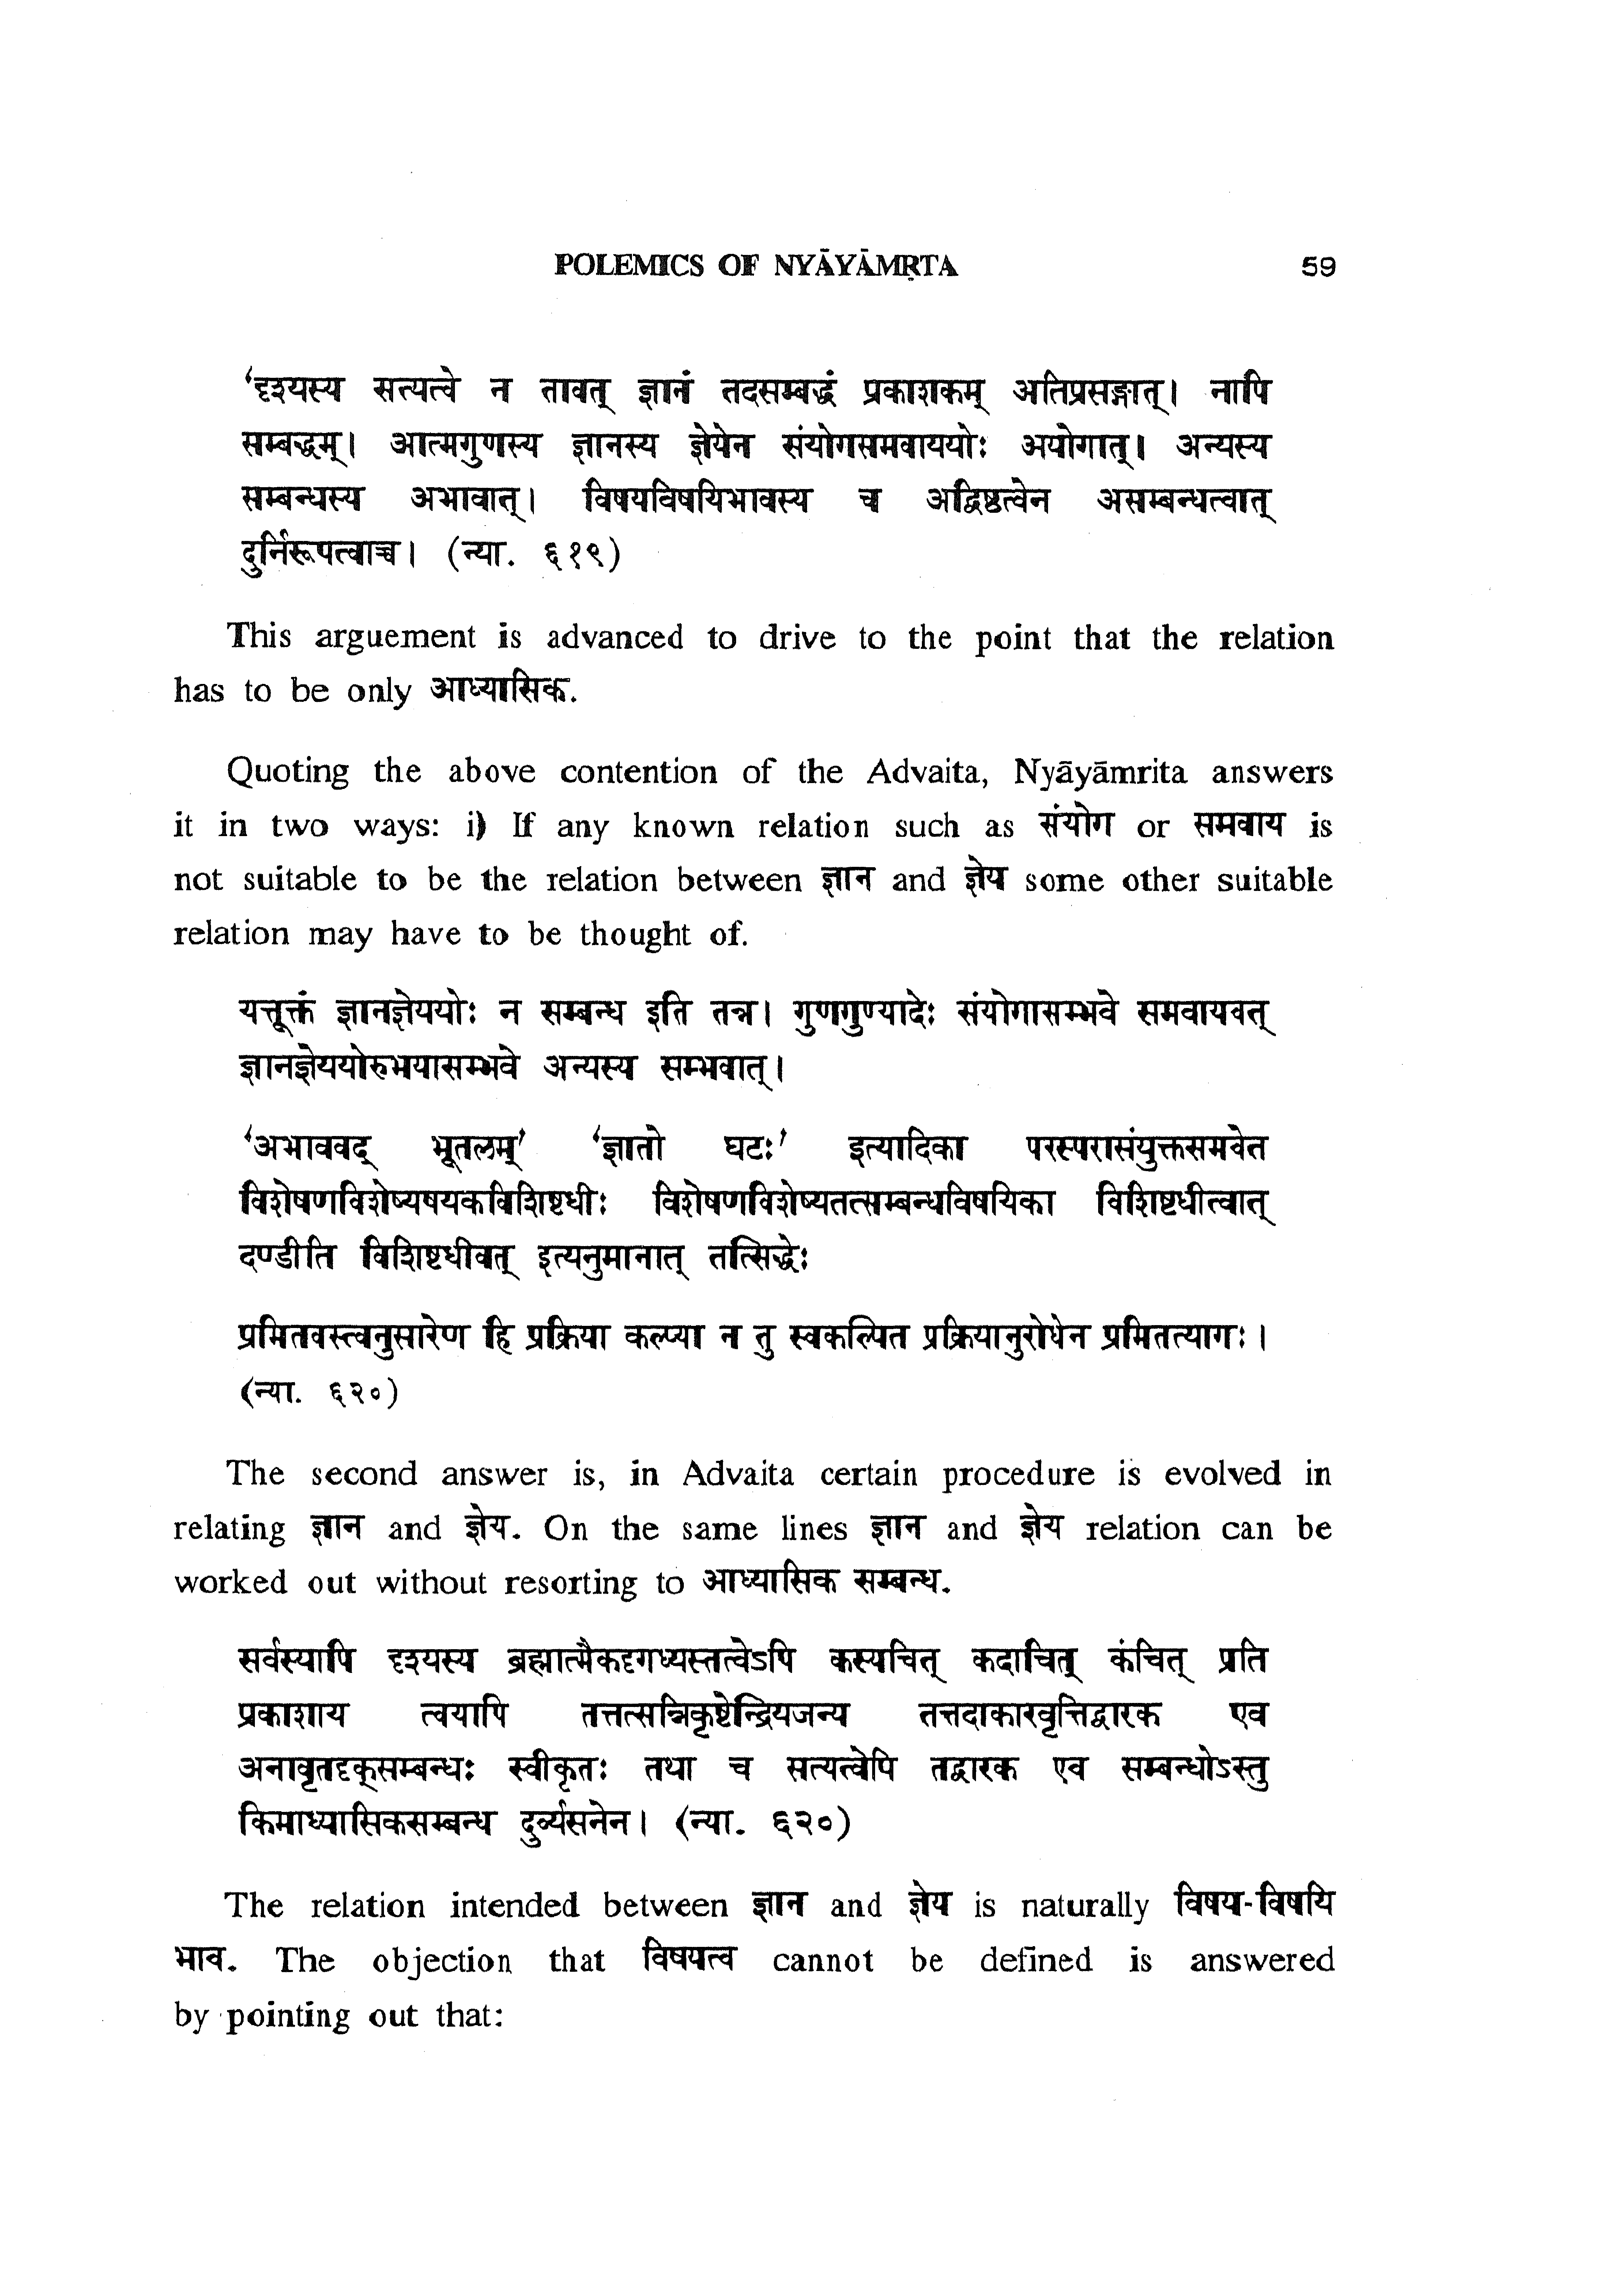 POLEMICS OF NYĀYĀMṚTA 59
‘दृश्यस्य सत्यत्वे न तावत् ज्ञानं तदसम्बद्धं प्रकाशकम् अतिप्रसङ्गात्। नापि
सम्बद्धम्। आत्मगुणस्य ज्ञानस्य ज्ञेयेन संयोगसमवाययोः अयोगात्। अन्यस्य
सम्बन्धस्य अभावात्। विषयविषयिभावस्य च अद्विष्ठत्वेन असम्बन्धत्वात्
दुर्निरूपत्वाच्च। (न्या. ६१९)
This arguement is advanced to drive to the point that the relation
has to be only आध्यासिक.
Quoting the above contention of the Advaita, Nyāyāmrita answers
it in two ways: i) If any known relation such as संयोग or समवाय is
not suitable to be the relation between ज्ञान and ज्ञेय some other suitable
relation may have to be thought of.
यत्तूक्तं ज्ञानज्ञेययोः न सम्बन्ध इति तन्न। गुणगुण्यादेः संयोगासम्भवे समवायवत्
ज्ञानज्ञेययोरुभयासम्भवे अन्यस्य सम्भवात्।
‘अभाववद् भूतलम्’ ‘ज्ञातो घटः’ इत्यादिका परस्परासंयुक्तसमवेत
विशेषणविशेष्यषयकविशिष्टधीः विशेषणविशेष्यतत्सम्बन्धविषयिका विशिष्टधीत्वात्
दण्डीति विशिष्टधीवत् इत्यनुमानात् तत्सिद्धेः
प्रमितवस्त्वनुसारेण हि प्रक्रिया कल्प्या न तु स्वकल्पित प्रक्रियानुरोधेन प्रमितत्यागः।
(न्या. ६२०)
The second answer is, in Advaita certain procedure is evolved in
relating ज्ञान and ज्ञेय. On the same lines ज्ञान and ज्ञेय relation can be
worked out without resorting to आध्यासिक सम्बन्ध.
सर्वस्यापि दृश्यस्य ब्रह्मात्मैकदृगध्यस्तत्वेऽपि कस्यचित् कदाचित् कंचित् प्रति
प्रकाशाय त्वयापि तत्तत्सन्निकृष्टेन्द्रियजन्य तत्तदाकारवृत्तिद्वारक एव
अनावृतदृक्सम्बन्धः स्वीकृतः तथा च सत्यत्वेपि तद्वारक एव सम्बन्धोऽस्तु
किमाध्यासिकसम्बन्ध दुर्व्यसनेन। (न्या. ६२०)
The relation intended between ज्ञान and ज्ञेय is naturally विषय-विषयि
भाव. The objection that विषयत्व cannot be defined is answered
by pointing out that: